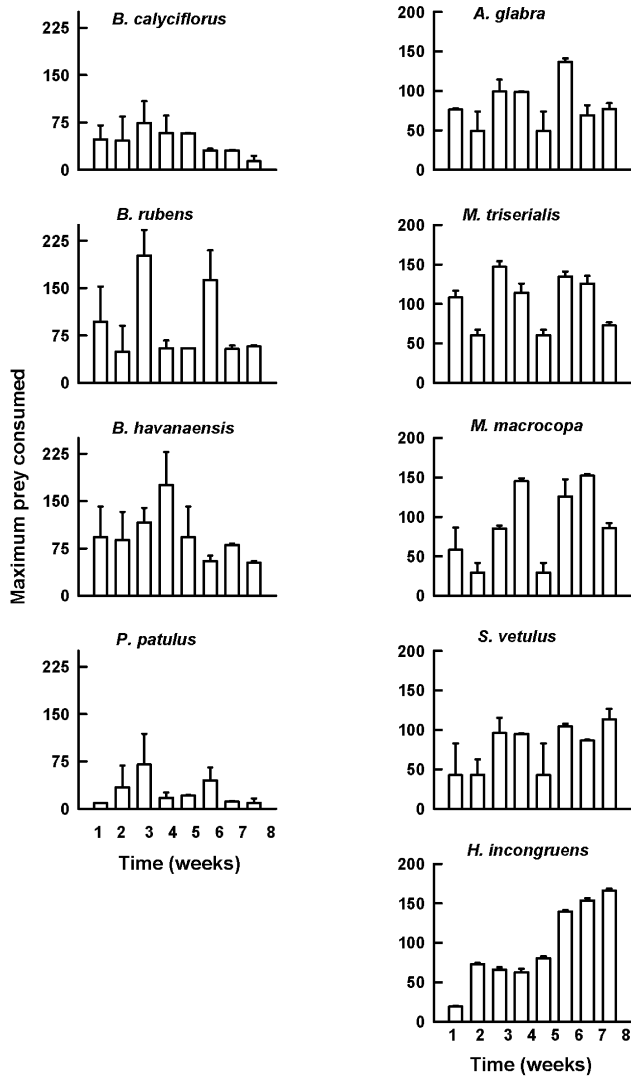 Maximum prey consumed
B. calyciflorus
225
150
75
0
B. rubens
225
150
75
0
B. havanaensis
225
150
75
0
P. patulus
225
150
75
0
1 2 3 4 5 6 7 8
Time (weeks)
A. glabra
200
150
100
50
0
M. triserialis
200
150
100
50
0
M. macrocopa
200
150
100
50
0
S. vetulus
200
150
100
50
0
H. incongruens
200
150
100
50
0
1 2 3 4 5 6 7 8
Time (weeks)